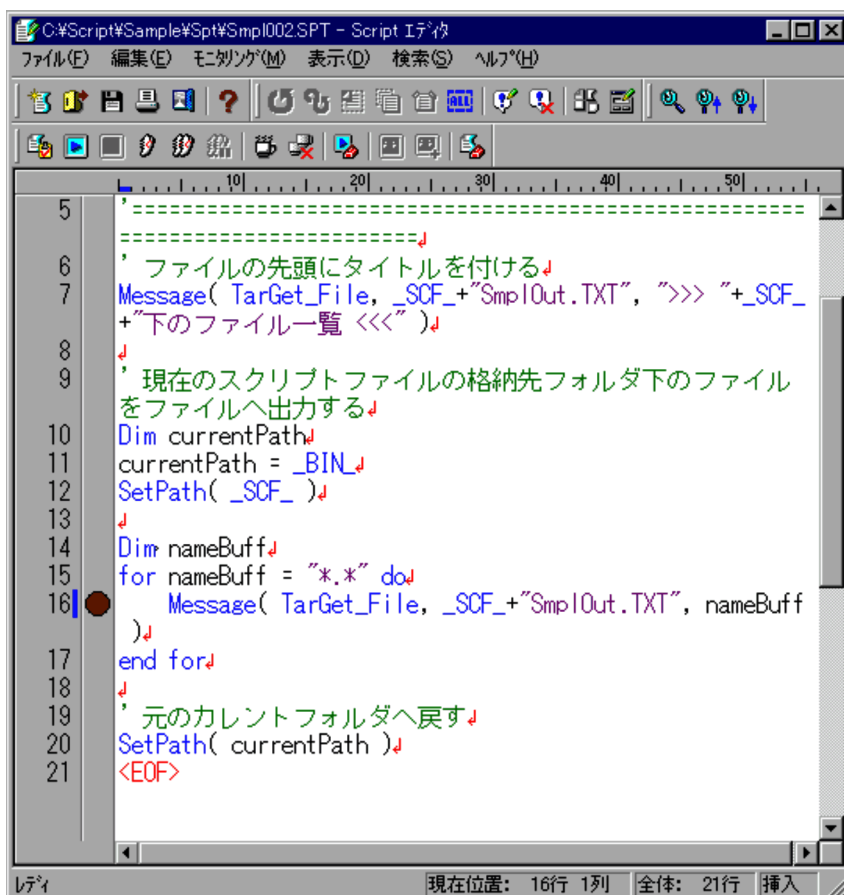 C:¥Script¥Sample¥Spt¥Smpl002.SPT - Script ｴﾃﾞｨﾀ
ﾌｧｲﾙ(F) 編集(E) ﾓﾆﾀﾘﾝｸﾞ(M) 表示(D) 検索(S) ﾍﾙﾌﾟ(H)
ALL
10 20 30 40 50
5 '======================================================
========================
6 ' ファイルの先頭にタイトルを付ける
7 Message( TarGet_File, _SCF_+"SmplOut.TXT", ">>> "+_SCF_
+"下のファイル一覧 <<<" )
8
9 ' 現在のスクリプトファイルの格納先フォルダ下のファイル
をファイルへ出力する
10 Dim currentPath
11 currentPath = _BIN_
12 SetPath( _SCF_ )
13
14 Dim nameBuff
15 for nameBuff = "*.*" do
16 Message( TarGet_File, _SCF_+"SmplOut.TXT", nameBuff
)
17 end for
18
19 ' 元のカレントフォルダへ戻す
20 SetPath( currentPath )
21 <EOF>
ﾚﾃﾞｨ 現在位置: 16行 1列 全体: 21行 挿入